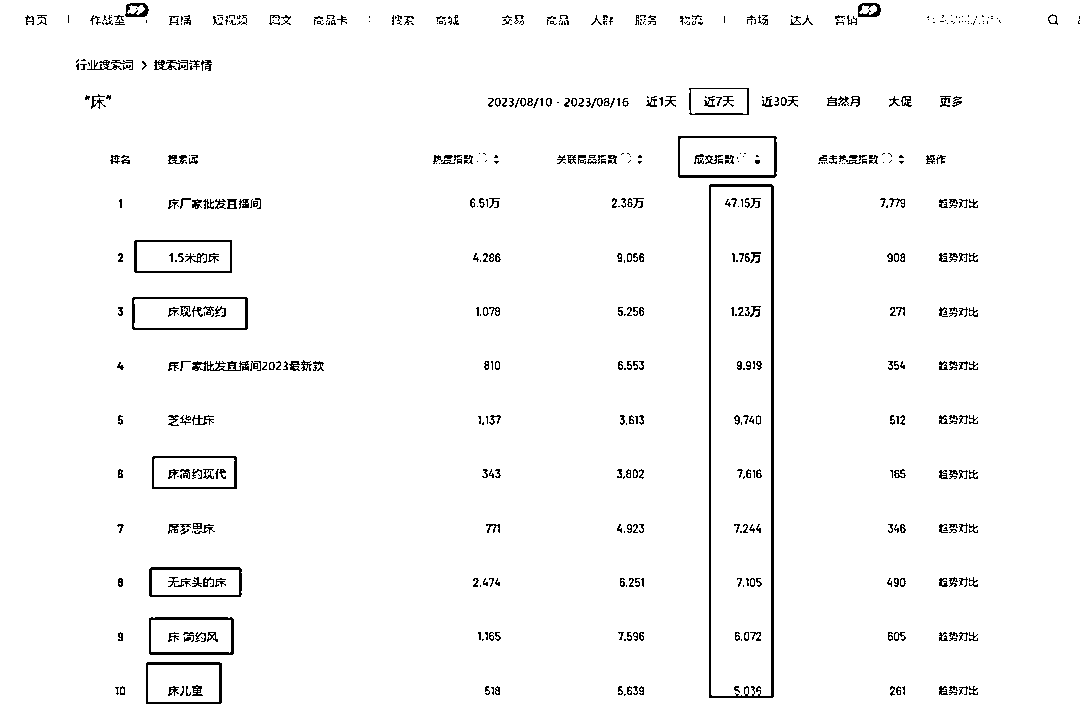 首页 | 作战室 | 直播 短视频 图文 商品卡 | 搜索 商城 交易 商品 人群 服务 物流 | 市场 达人 营销
行业搜索词 > 搜索词详情
"床" 2023/08/10 - 2023/08/16 近1天 近7天 近30天 自然月 大促 更多
排名 搜索词 热度指数 关联商品指数 成交指数 点击热度指数 操作
1 床厂家批发直播间 6.51万 2.36万 47.15万 7,779 趋势对比
2 1.5米的床 4,286 9,056 1.76万 908 趋势对比
3 床现代简约 1,078 5,256 1.23万 271 趋势对比
4 床厂家批发直播间2023最新款 810 6,553 9,919 354 趋势对比
5 芝华仕床 1,137 3,613 9,740 512 趋势对比
6 床简约现代 343 3,802 7,616 165 趋势对比
7 席梦思床 771 4,923 7,244 346 趋势对比
8 无床头的床 2,474 6,251 7,105 490 趋势对比
9 床 简约风 1,165 7,596 6,072 605 趋势对比
10 床儿童 518 5,639 5,036 261 趋势对比